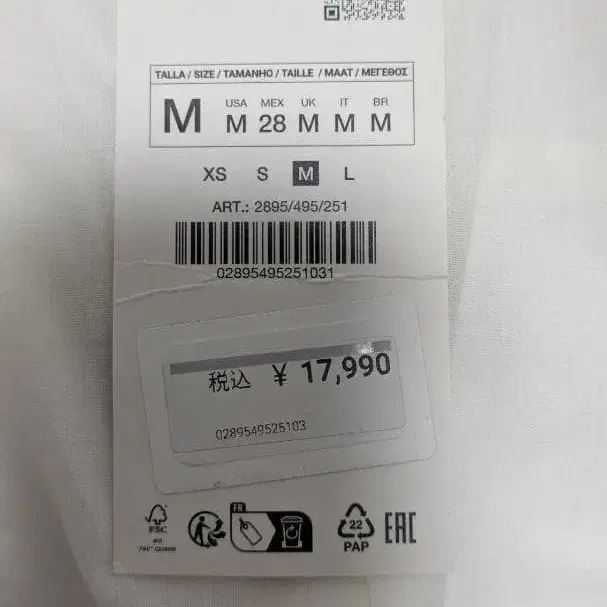 TALLA / SIZE / TAMANHO / TAILLE / MAAT / ΜΕΓΕΘΟΣ
USA MEX UK IT BR
M M 28 M M M
XS S M L
ART.: 2895/495/251
02895495251031
税込 ¥ 17,990
0289549525103
FR
22
FSC
PAP
EAC